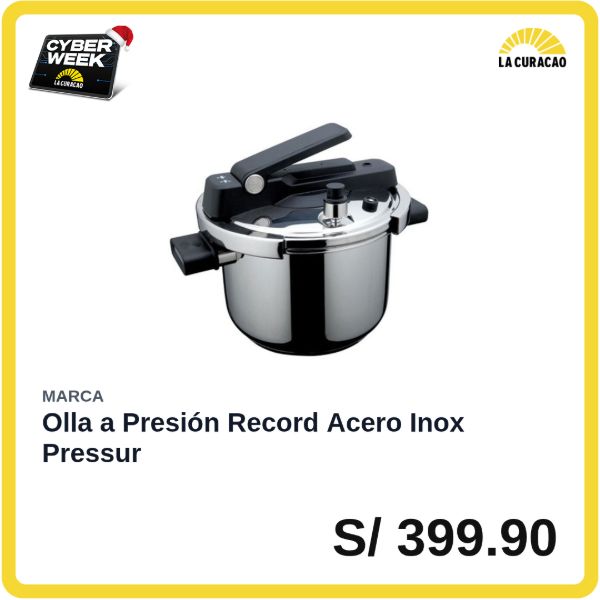 CYBER
WEEK
LA CURACAO
LA CURACAO
MARCA
Olla a Presión Record Acero Inox
Pressur
S/ 399.90